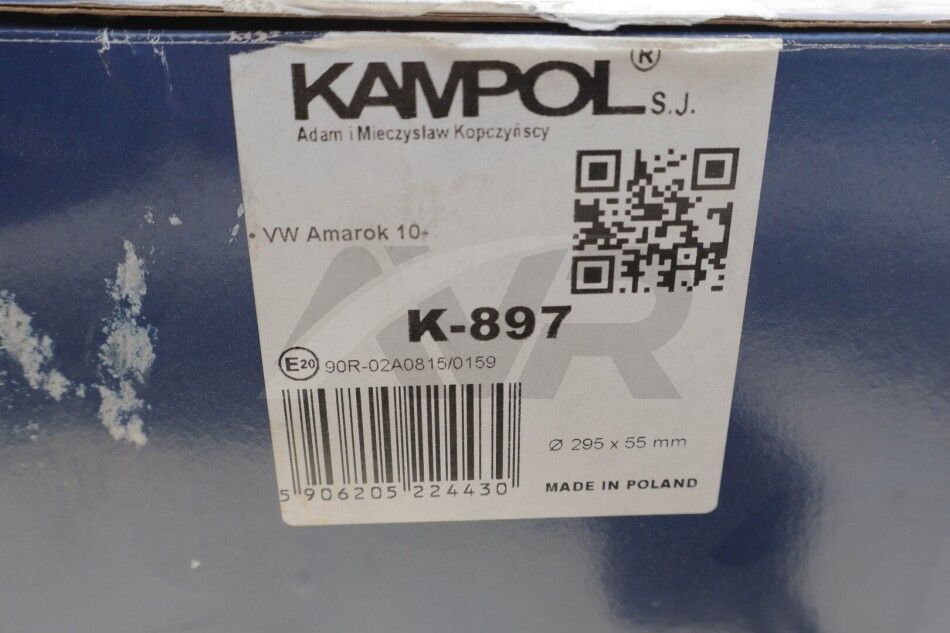 KAMPOL® S.J.
Adam i Mieczysław Kopczyńscy
• VW Amarok 10-
AVR
K-897
E20 90R-02A0815/0159
5 906205 224430
Ø 295 x 55 mm
MADE IN POLAND